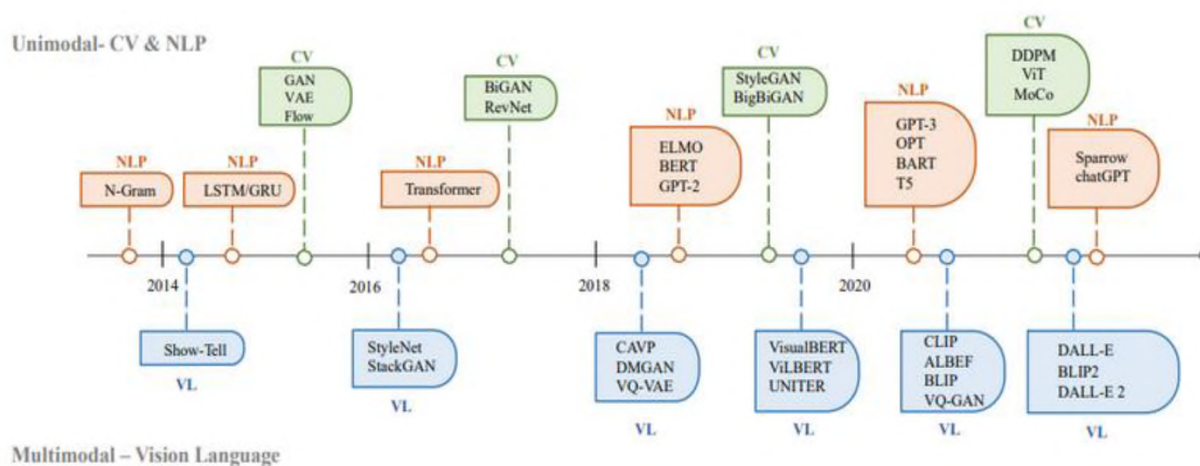 Unimodal- CV & NLP
CV
GAN
VAE
Flow
CV
BiGAN
RevNet
CV
StyleGAN
BigBiGAN
CV
DDPM
ViT
MoCo
NLP
N-Gram
NLP
LSTM/GRU
NLP
Transformer
NLP
ELMO
BERT
GPT-2
NLP
GPT-3
OPT
BART
T5
NLP
Sparrow
chatGPT
2014
2016
2018
2020
Show-Tell
VL
StyleNet
StackGAN
VL
CAVP
DMGAN
VQ-VAE
VL
VisualBERT
ViLBERT
UNITER
VL
CLIP
ALBEF
BLIP
VQ-GAN
VL
DALL-E
BLIP2
DALL-E 2
VL
Multimodal – Vision Language